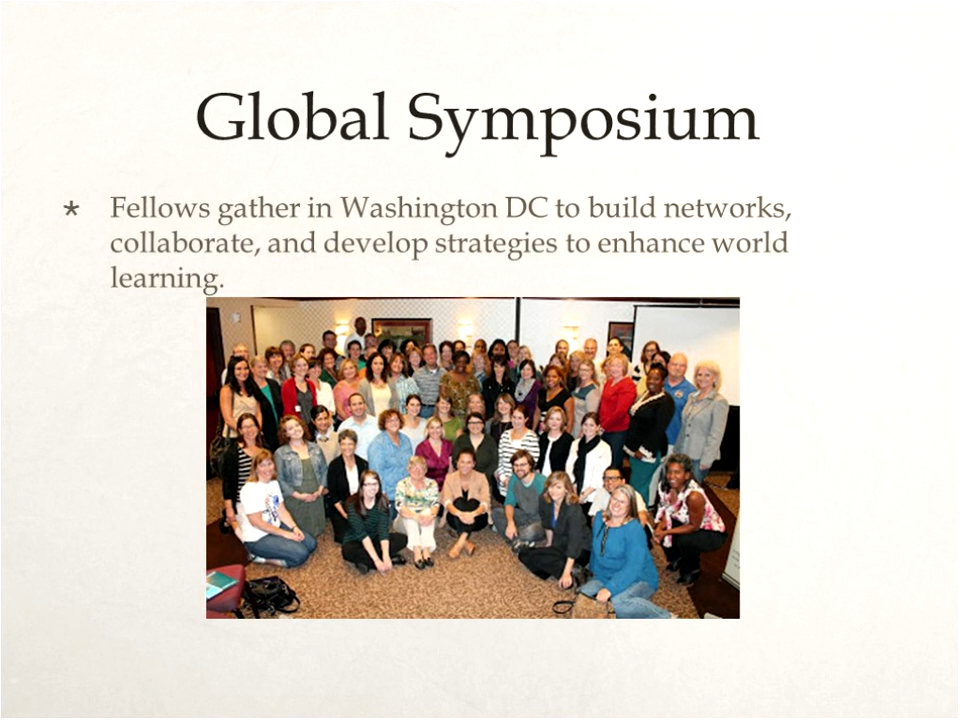 Global Symposium
* Fellows gather in Washington DC to build networks,
collaborate, and develop strategies to enhance world
learning.